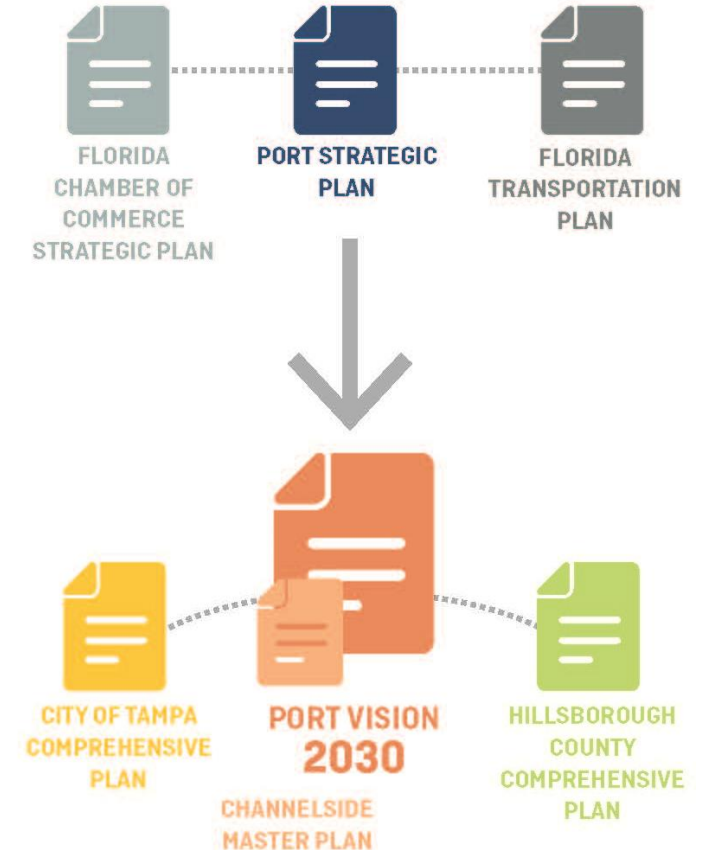 FLORIDA
CHAMBER OF
COMMERCE
STRATEGIC PLAN
PORT STRATEGIC
PLAN
FLORIDA
TRANSPORTATION
PLAN
CITY OF TAMPA
COMPREHENSIVE
PLAN
PORT VISION
2030
CHANNELSIDE
MASTER PLAN
HILLSBOROUGH
COUNTY
COMPREHENSIVE
PLAN